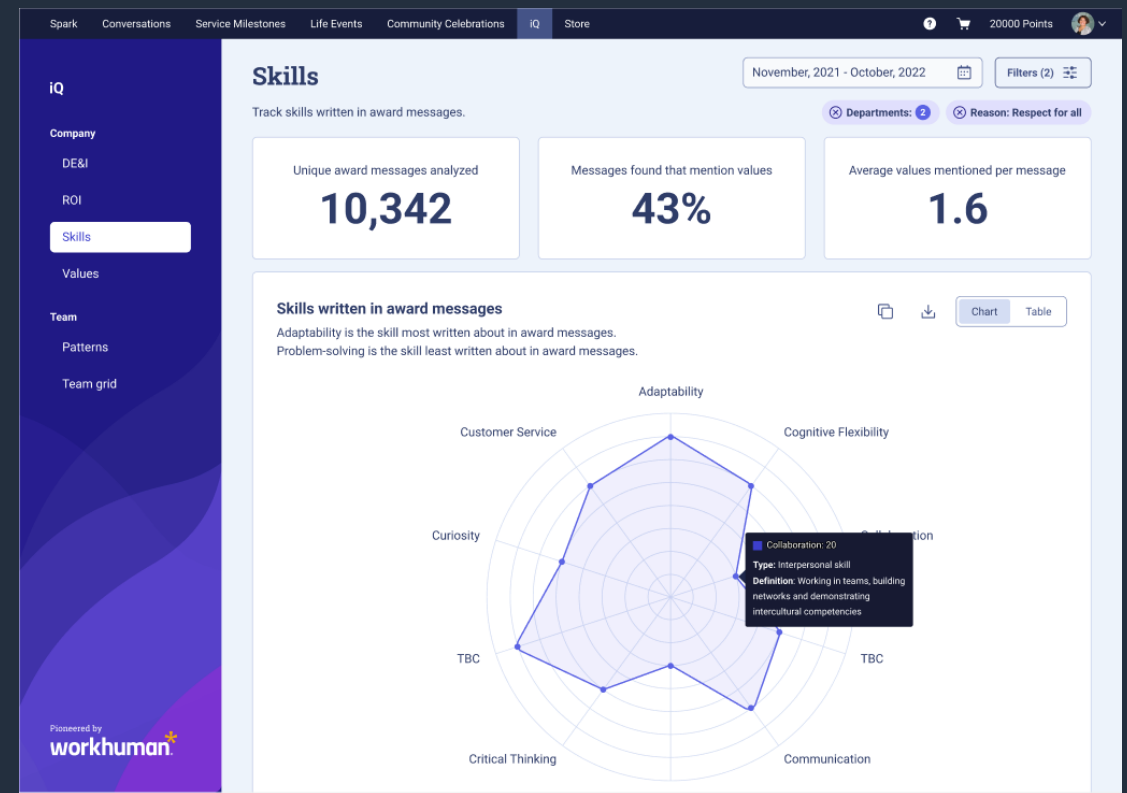 Spark Conversations Service Milestones Life Events Community Celebrations iQ Store ? 20000 Points
iQ
Company
DE&I
ROI
Skills
Values
Team
Patterns
Team grid
Pioneered by
workhuman.
Skills
November, 2021 - October, 2022
Filters (2)
Track skills written in award messages.
Departments: 2
Reason: Respect for all
Unique award messages analyzed
10,342
Messages found that mention values
43%
Average values mentioned per message
1.6
Skills written in award messages
Adaptability is the skill most written about in award messages.
Problem-solving is the skill least written about in award messages.
Chart Table
Adaptability
Customer Service
Cognitive Flexibility
Curiosity
Collaboration: 20
Type: Interpersonal skill
Definition: Working in teams, building
networks and demonstrating
intercultural competencies
TBC
TBC
Critical Thinking
Communication